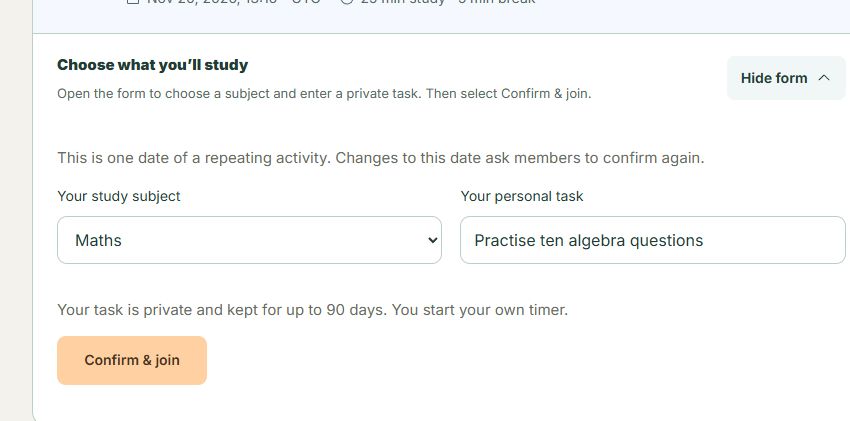 Choose what you’ll study
Hide form
Open the form to choose a subject and enter a private task. Then select Confirm & join.
This is one date of a repeating activity. Changes to this date ask members to confirm again.
Your study subject
Your personal task
Maths
Practise ten algebra questions
Your task is private and kept for up to 90 days. You start your own timer.
Confirm & join